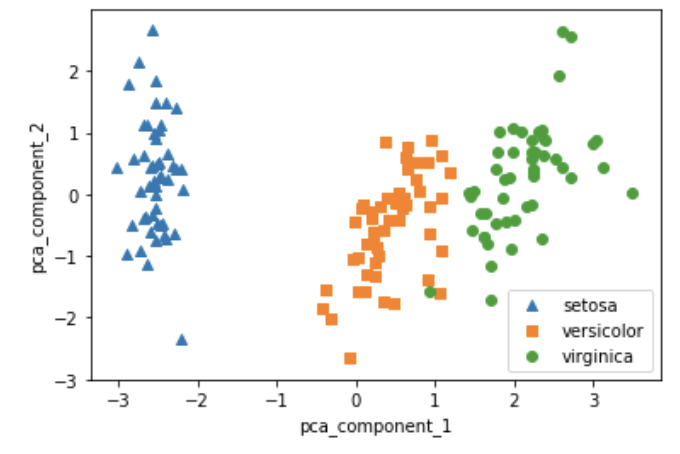 2
1
0
−1
−2
−3
pca_component_2
−3 −2 −1 0 1 2 3
pca_component_1
setosa
versicolor
virginica